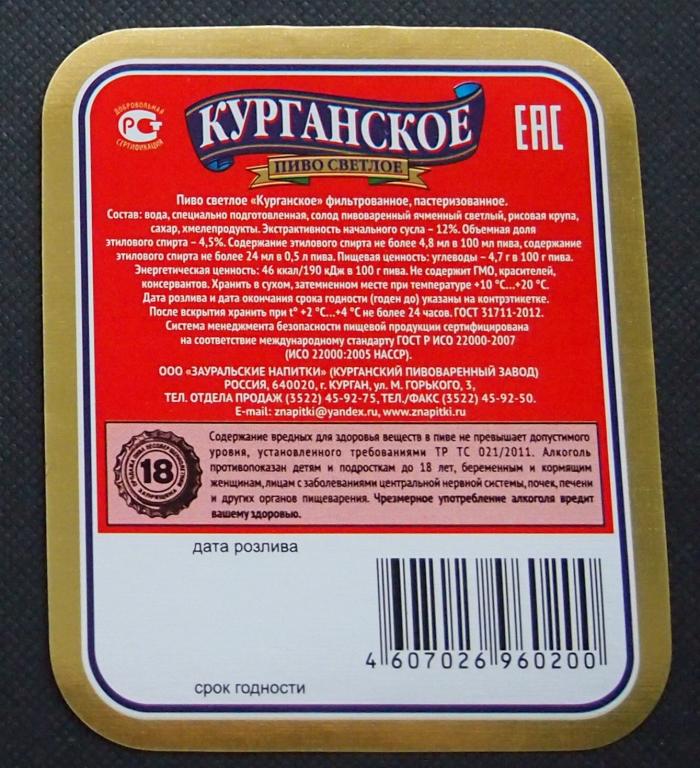 ДОБРОВОЛЬНАЯ
РСТ
СЕРТИФИКАЦИЯ
КУРГАНСКОЕ
ПИВО СВЕТЛОЕ
ЕАС
Пиво светлое «Курганское» фильтрованное, пастеризованное.
Состав: вода, специально подготовленная, солод пивоваренный ячменный светлый, рисовая крупа,
сахар, хмелепродукты. Экстрактивность начального сусла – 12%. Объемная доля
этилового спирта – 4,5%. Содержание этилового спирта не более 4,8 мл в 100 мл пива, содержание
этилового спирта не более 24 мл в 0,5 л пива. Пищевая ценность: углеводы – 4,7 г в 100 г пива.
Энергетическая ценность: 46 ккал/190 кДж в 100 г пива. Не содержит ГМО, красителей,
консервантов. Хранить в сухом, затемненном месте при температуре +10 °С...+20 °С.
Дата розлива и дата окончания срока годности (годен до) указаны на контрэтикетке.
После вскрытия хранить при t° +2 °С...+4 °С не более 24 часов. ГОСТ 31711-2012.
Система менеджмента безопасности пищевой продукции сертифицирована
на соответствие международному стандарту ГОСТ Р ИСО 22000-2007
(ИСО 22000:2005 НАССР).
ООО «ЗАУРАЛЬСКИЕ НАПИТКИ» (КУРГАНСКИЙ ПИВОВАРЕННЫЙ ЗАВОД)
РОССИЯ, 640020, г. КУРГАН, ул. М. ГОРЬКОГО, 3,
ТЕЛ. ОТДЕЛА ПРОДАЖ (3522) 45-92-75, ТЕЛ./ФАКС (3522) 45-92-50.
E-mail: znapitki@yandex.ru, www.znapitki.ru
ПРОДАЖА ПИВА НЕСОВЕРШЕННОЛЕТНИМ
18
ЗАПРЕЩЕНА
Содержание вредных для здоровья веществ в пиве не превышает допустимого
уровня, установленного требованиями ТР ТС 021/2011. Алкоголь
противопоказан детям и подросткам до 18 лет, беременным и кормящим
женщинам, лицам с заболеваниями центральной нервной системы, почек, печени
и других органов пищеварения. Чрезмерное употребление алкоголя вредит
вашему здоровью.
дата розлива
4 607026 960200
срок годности